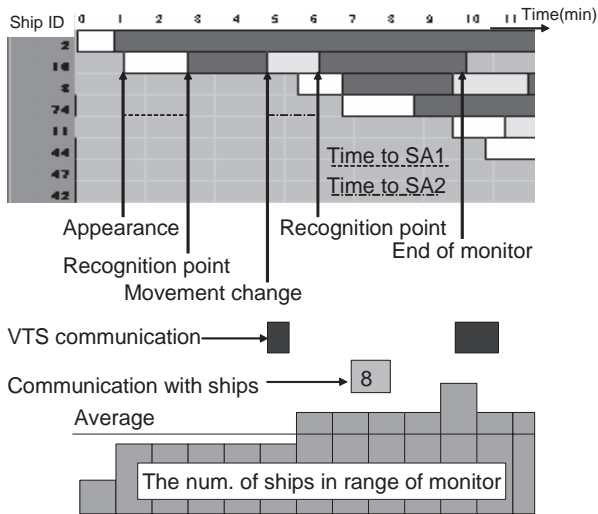 Ship ID 0 1 2 3 4 5 6 7 8 9 10 11 Time(min)
2
16
8
74
11
44
47
42
Time to SA1
Time to SA2
Appearance Recognition point
End of monitor
Recognition point
Movement change
VTS communication
Communication with ships 8
Average
The num. of ships in range of monitor